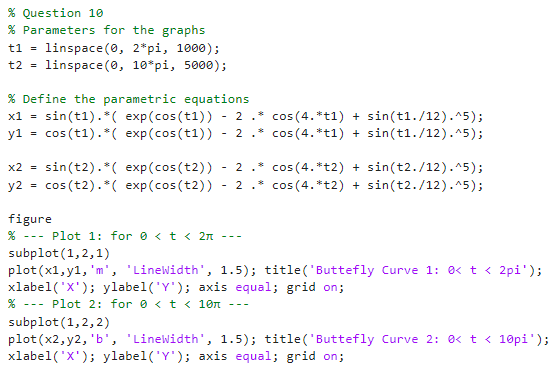 % Question 10
% Parameters for the graphs
t1 = linspace(0, 2*pi, 1000);
t2 = linspace(0, 10*pi, 5000);
% Define the parametric equations
x1 = sin(t1).*( exp(cos(t1)) - 2 .* cos(4.*t1) + sin(t1./12).^5);
y1 = cos(t1).*( exp(cos(t1)) - 2 .* cos(4.*t1) + sin(t1./12).^5);
x2 = sin(t2).*( exp(cos(t2)) - 2 .* cos(4.*t2) + sin(t2./12).^5);
y2 = cos(t2).*( exp(cos(t2)) - 2 .* cos(4.*t2) + sin(t2./12).^5);
figure
% --- Plot 1: for 0 < t < 2π ---
subplot(1,2,1)
plot(x1,y1,'m', 'LineWidth', 1.5); title('Buttefly Curve 1: 0< t < 2pi');
xlabel('X'); ylabel('Y'); axis equal; grid on;
% --- Plot 2: for 0 < t < 10π ---
subplot(1,2,2)
plot(x2,y2,'b', 'LineWidth', 1.5); title('Buttefly Curve 2: 0< t < 10pi');
xlabel('X'); ylabel('Y'); axis equal; grid on;